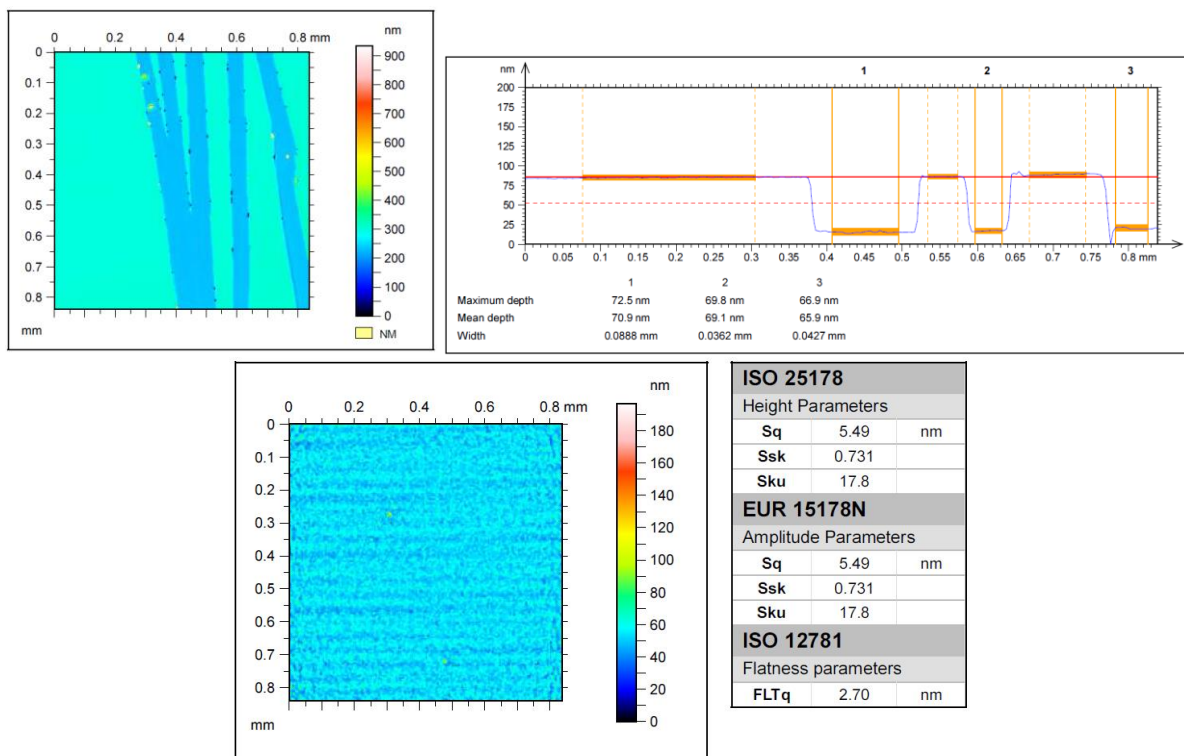 nm
0 0.2 0.4 0.6 0.8 mm
0
0.1
0.2
0.3
0.4
0.5
0.6
0.7
0.8
mm
900
800
700
600
500
400
300
200
100
0
NM
1 2 3
nm
200
175
150
125
100
75
50
25
0
0 0.05 0.1 0.15 0.2 0.25 0.3 0.35 0.4 0.45 0.5 0.55 0.6 0.65 0.7 0.75 0.8 mm
1 2 3
Maximum depth 72.5 nm 69.8 nm 66.9 nm
Mean depth 70.9 nm 69.1 nm 65.9 nm
Width 0.0888 mm 0.0362 mm 0.0427 mm
nm
0 0.2 0.4 0.6 0.8 mm
0
0.1
0.2
0.3
0.4
0.5
0.6
0.7
0.8
mm
180
160
140
120
100
80
60
40
20
0
ISO 25178
Height Parameters
Sq 5.49 nm
Ssk 0.731
Sku 17.8
EUR 15178N
Amplitude Parameters
Sq 5.49 nm
Ssk 0.731
Sku 17.8
ISO 12781
Flatness parameters
FLTq 2.70 nm